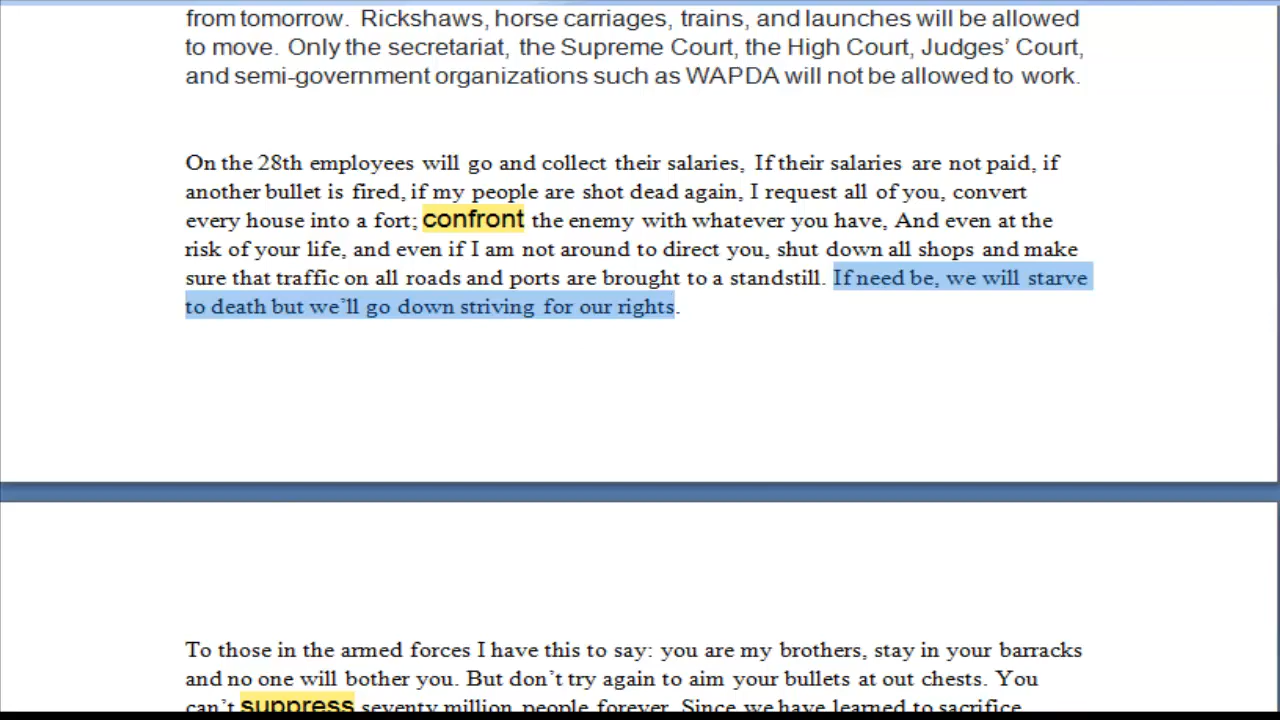 from tomorrow. Rickshaws, horse carriages, trains, and launches will be allowed
to move. Only the secretariat, the Supreme Court, the High Court, Judges’ Court,
and semi-government organizations such as WAPDA will not be allowed to work.
On the 28th employees will go and collect their salaries, If their salaries are not paid, if
another bullet is fired, if my people are shot dead again, I request all of you, convert
every house into a fort; confront the enemy with whatever you have, And even at the
risk of your life, and even if I am not around to direct you, shut down all shops and make
sure that traffic on all roads and ports are brought to a standstill. If need be, we will starve
to death but we’ll go down striving for our rights.
To those in the armed forces I have this to say: you are my brothers, stay in your barracks
and no one will bother you. But don’t try again to aim your bullets at out chests. You
can’t suppress seventy million people forever. Since we have learned to sacrifice